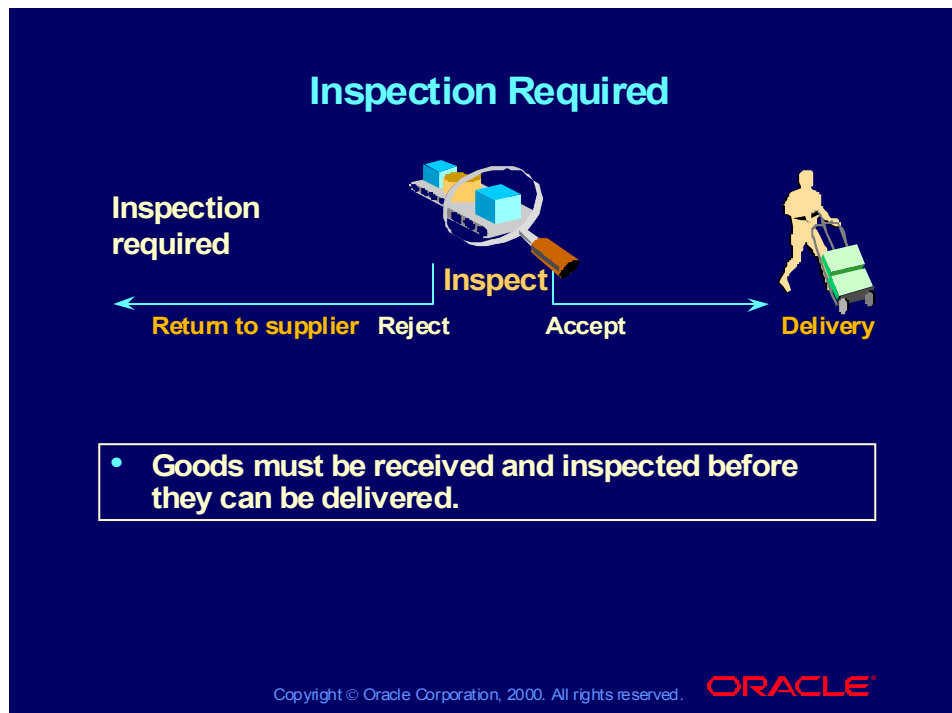 Inspection Required
Inspection
required
Inspect
Return to supplier Reject Accept Delivery
• Goods must be received and inspected before
they can be delivered.
Copyright © Oracle Corporation, 2000. All rights reserved.
ORACLE®